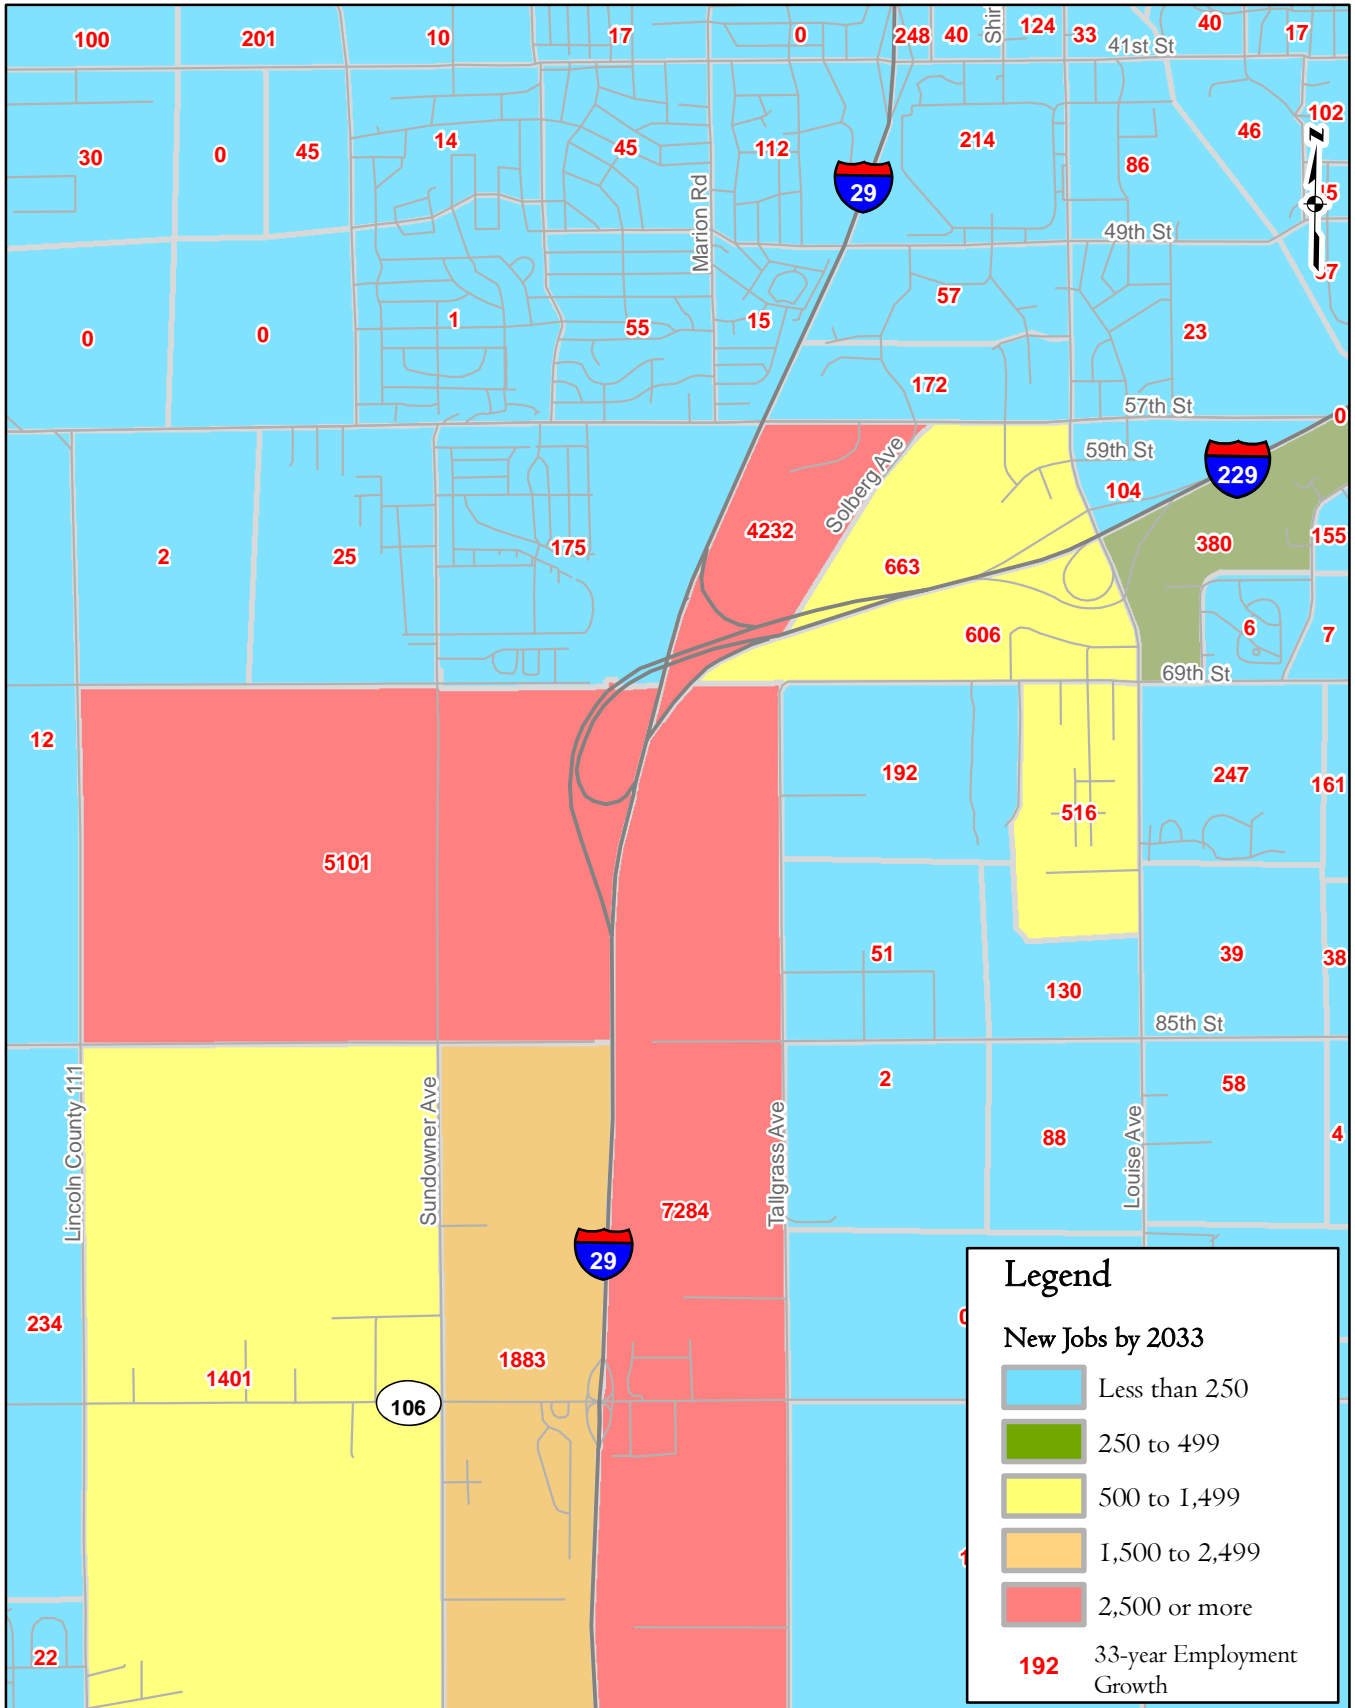 100 201 10 17 0 248 40 Shir 124 33 40 17
41st St
102
30 0 45 14 45 112 214 86 46
N
29
Marion Rd
49th St
0 0 1 55 15 57 23
172
57th St
0
59th St
229
Solberg Ave
104
2 25 175 4232 663 380 155
606 6 7
69th St
12 192 247 161
516
5101
51 130 39 38
85th St
2 58
88 4
Lincoln County 111
Sundowner Ave
Tallgrass Ave
Louise Ave
7284
29
234 1401 1883
106
22
Legend
New Jobs by 2033
Less than 250
250 to 499
500 to 1,499
1,500 to 2,499
2,500 or more
192 33-year Employment
Growth